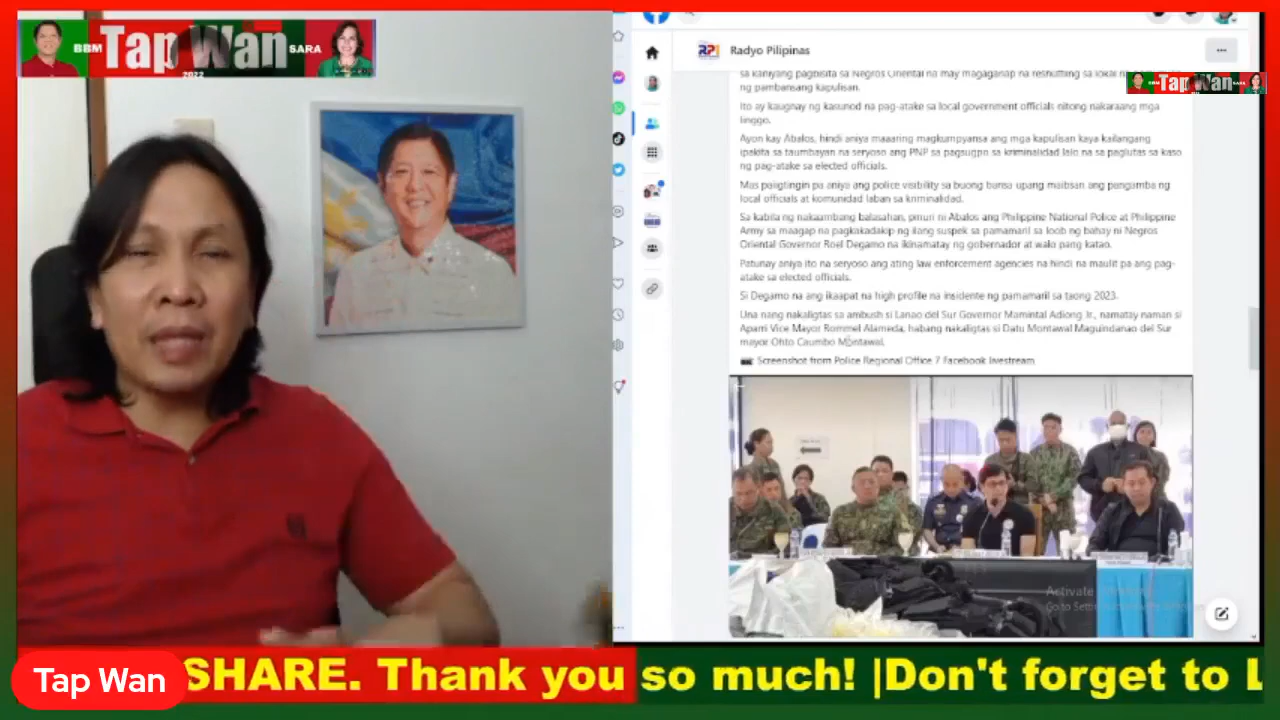 BBM Tap Wan SARA
2022
Radyo Pilipinas
sa kaniyang pagbisita sa Negros Oriental na may magaganap na reshuffling sa lokal na
ng pambansang kapulisan.
Ito ay kaugnay ng kasunod na pag-atake sa local government officials nitong nakaraang mga
linggo.
Ayon kay Abalos, hindi aniya maaaring magkumpyansa ang mga kapulisan kaya kailangang
ipakita sa taumbayan na seryoso ang PNP sa pagsugpo sa kriminalidad lalo na sa paglutas sa kaso
ng pag-atake sa elected officials.
Mas paigtingin pa aniya ang police visibility sa buong bansa upang maibsan ang pangamba ng
local officials at komunidad laban sa kriminalidad.
Sa kabila ng nakaambang balasahan, pinuri ni Abalos ang Philippine National Police at Philippine
Army sa maagap na pagkakadakip ng ilang suspek sa pamamaril sa loob ng bahay ni Negros
Oriental Governor Roel Degamo na ikinamatay ng gobernador at walo pang katao.
Patunay aniya ito na seryoso ang ating law enforcement agencies na hindi na maulit pa ang pag-
atake sa elected officials.
Si Degamo na ang ikaapat na high profile na insidente ng pamamaril sa taong 2023.
Una nang nakaligtas sa ambush si Lanao del Sur Governor Mamintal Adiong Jr., namatay naman si
Aparri Vice Mayor Rommel Alameda, habang nakaligtas si Datu Montawal Maguindanao del Sur
mayor Ohto Caumbo Montawal.
Screenshot from Police Regional Office 7 Facebook livestream
Tap Wan
Activate
Tap Wan
SHARE. Thank you so much! |Don't forget to L